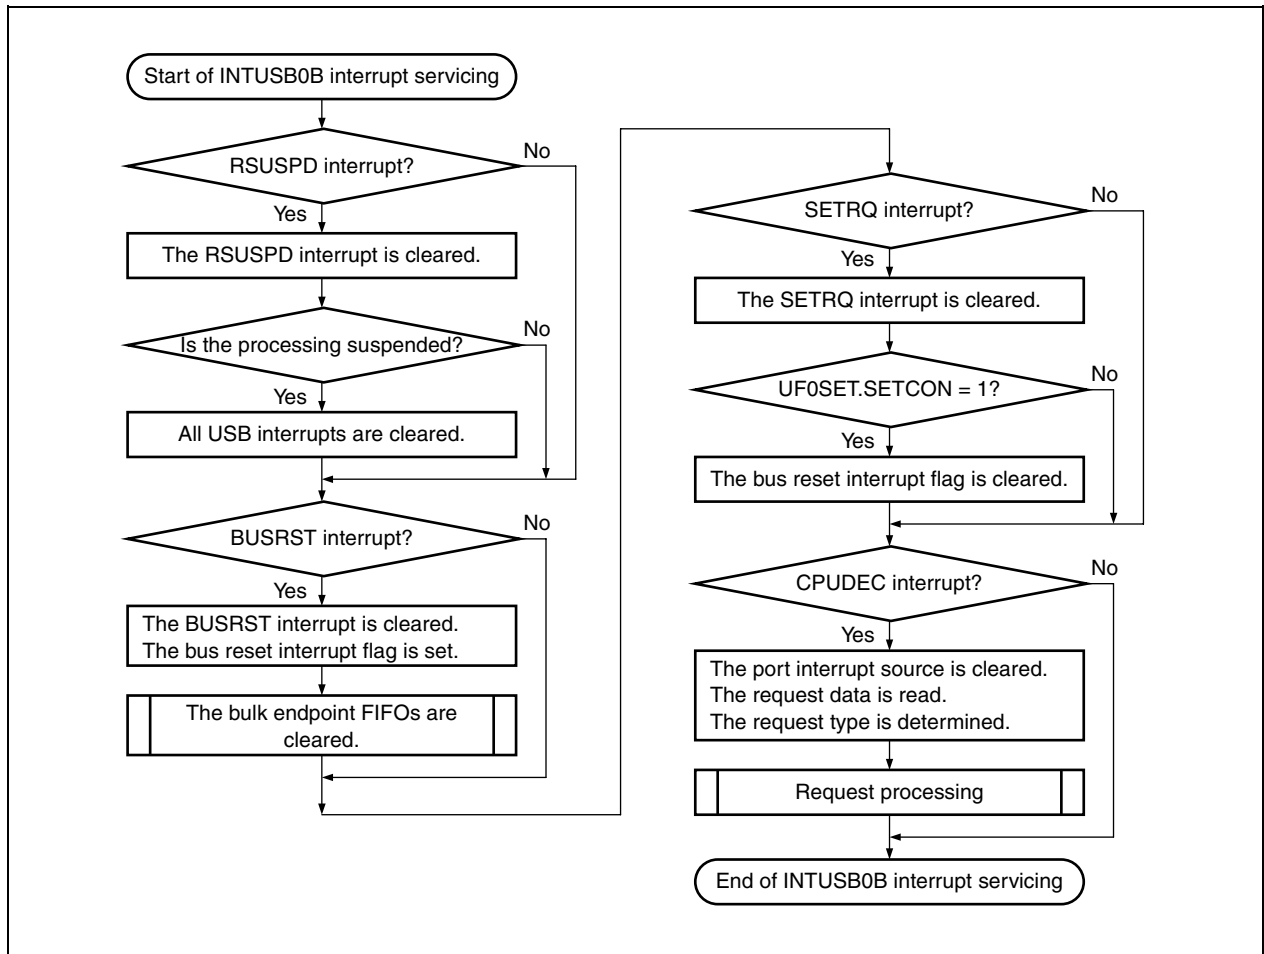 Start of INTUSB0B interrupt servicing
RSUSPD interrupt?
No
Yes
The RSUSPD interrupt is cleared.
Is the processing suspended?
No
Yes
All USB interrupts are cleared.
BUSRST interrupt?
No
Yes
The BUSRST interrupt is cleared.
The bus reset interrupt flag is set.
The bulk endpoint FIFOs are
cleared.
SETRQ interrupt?
No
Yes
The SETRQ interrupt is cleared.
UF0SET.SETCON = 1?
No
Yes
The bus reset interrupt flag is cleared.
CPUDEC interrupt?
No
Yes
The port interrupt source is cleared.
The request data is read.
The request type is determined.
Request processing
End of INTUSB0B interrupt servicing